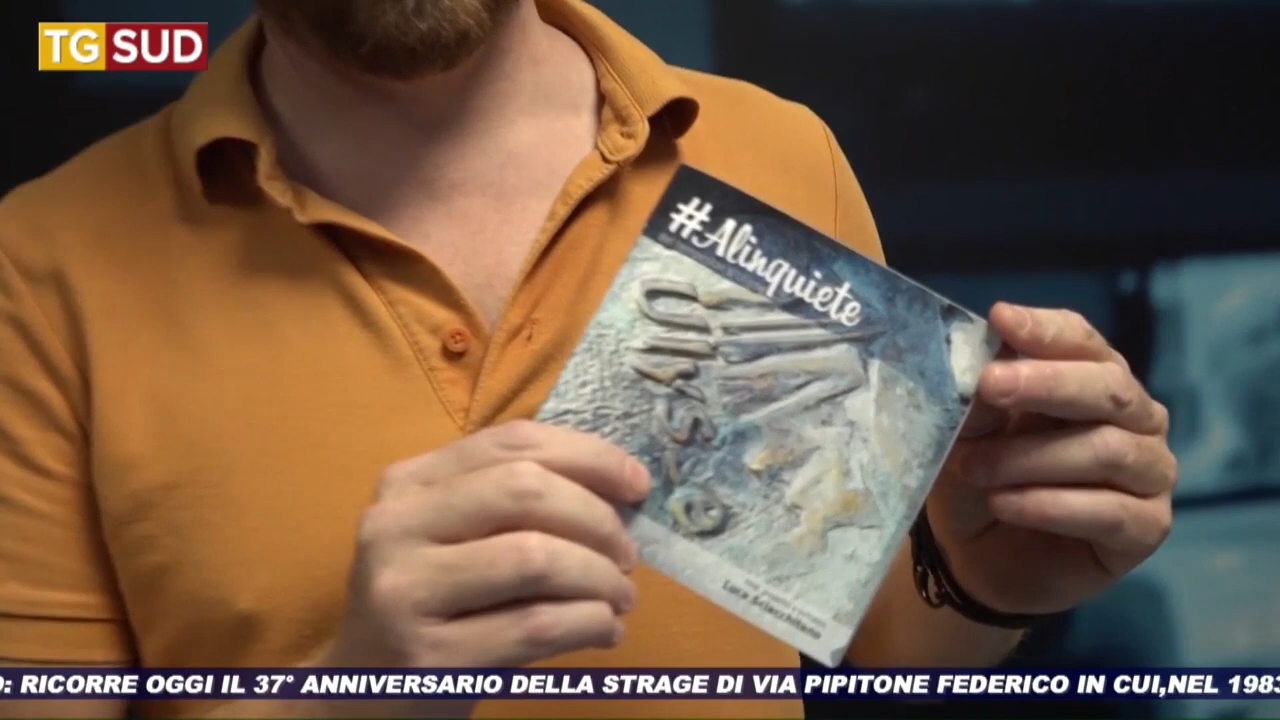 TG SUD
#Alinquiete
Luca Sciacchitano
: RICORRE OGGI IL 37° ANNIVERSARIO DELLA STRAGE DI VIA PIPITONE FEDERICO IN CUI,NEL 1983